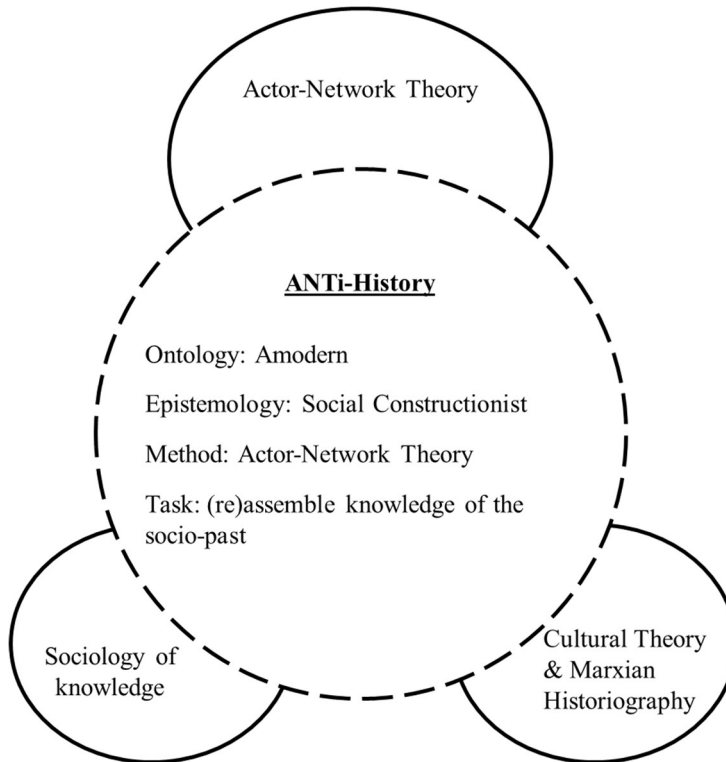 Actor-Network Theory
ANTi-History
Ontology: Amodern
Epistemology: Social Constructionist
Method: Actor-Network Theory
Task: (re)assemble knowledge of the
socio-past
Sociology of
knowledge
Cultural Theory
& Marxian
Historiography